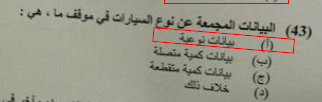 (43) البيانات المجمعة عن نوع السيارات في موقف ما ، هي :
(أ) بيانات نوعية
(ب) بيانات كمية متصلة
(ج) بيانات كمية متقطعة
(د) خلاف ذلك